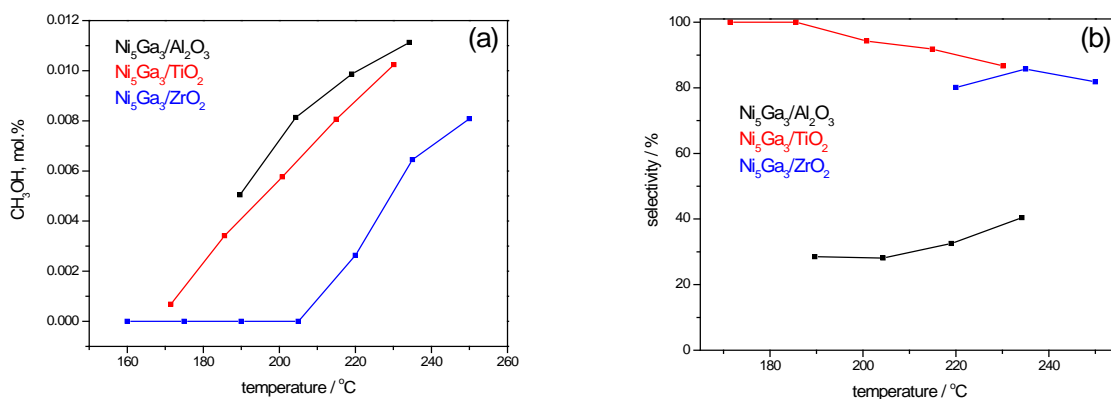 (a)
Ni₅Ga₃/Al₂O₃
Ni₅Ga₃/TiO₂
Ni₅Ga₃/ZrO₂
CH₃OH, mol.%
0.012
0.010
0.008
0.006
0.004
0.002
0.000
160 180 200 220 240 260
temperature / °C
(b)
Ni₅Ga₃/Al₂O₃
Ni₅Ga₃/TiO₂
Ni₅Ga₃/ZrO₂
selectivity / %
100
80
60
40
20
0
180 200 220 240
temperature / °C